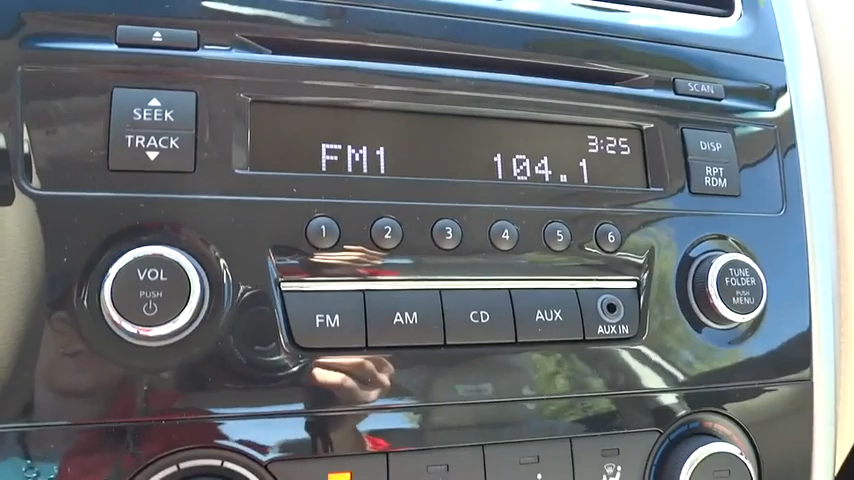 SCAN
SEEK
TRACK
FM1
104.1
3:25
DISP
RPT
RDM
1
2
3
4
5
6
VOL
PUSH
TUNE
FOLDER
PUSH
MENU
FM
AM
CD
AUX
AUX IN